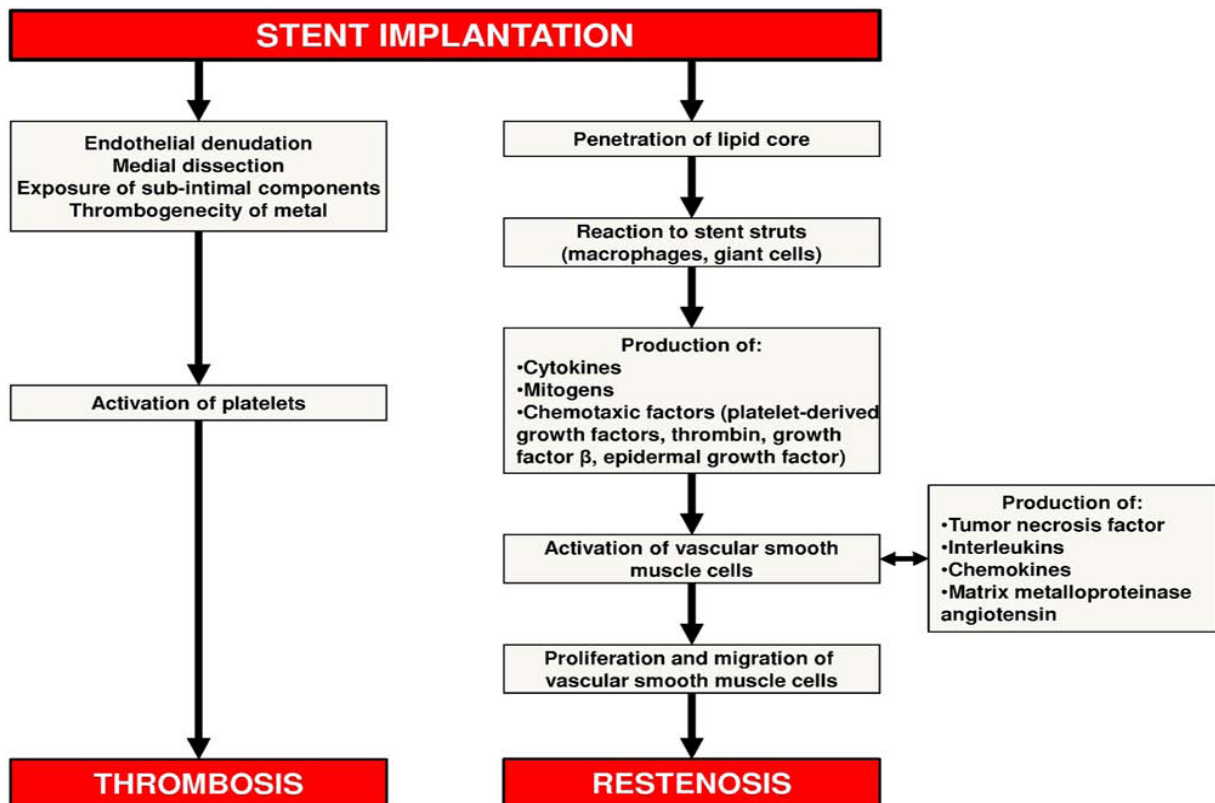 STENT IMPLANTATION
Endothelial denudation
Medial dissection
Exposure of sub-intimal components
Thrombogenecity of metal
Activation of platelets
THROMBOSIS
Penetration of lipid core
Reaction to stent struts
(macrophages, giant cells)
Production of:
•Cytokines
•Mitogens
•Chemotaxic factors (platelet-derived
growth factors, thrombin, growth
factor β, epidermal growth factor)
Activation of vascular smooth
muscle cells
Production of:
•Tumor necrosis factor
•Interleukins
•Chemokines
•Matrix metalloproteinase
angiotensin
Proliferation and migration of
vascular smooth muscle cells
RESTENOSIS